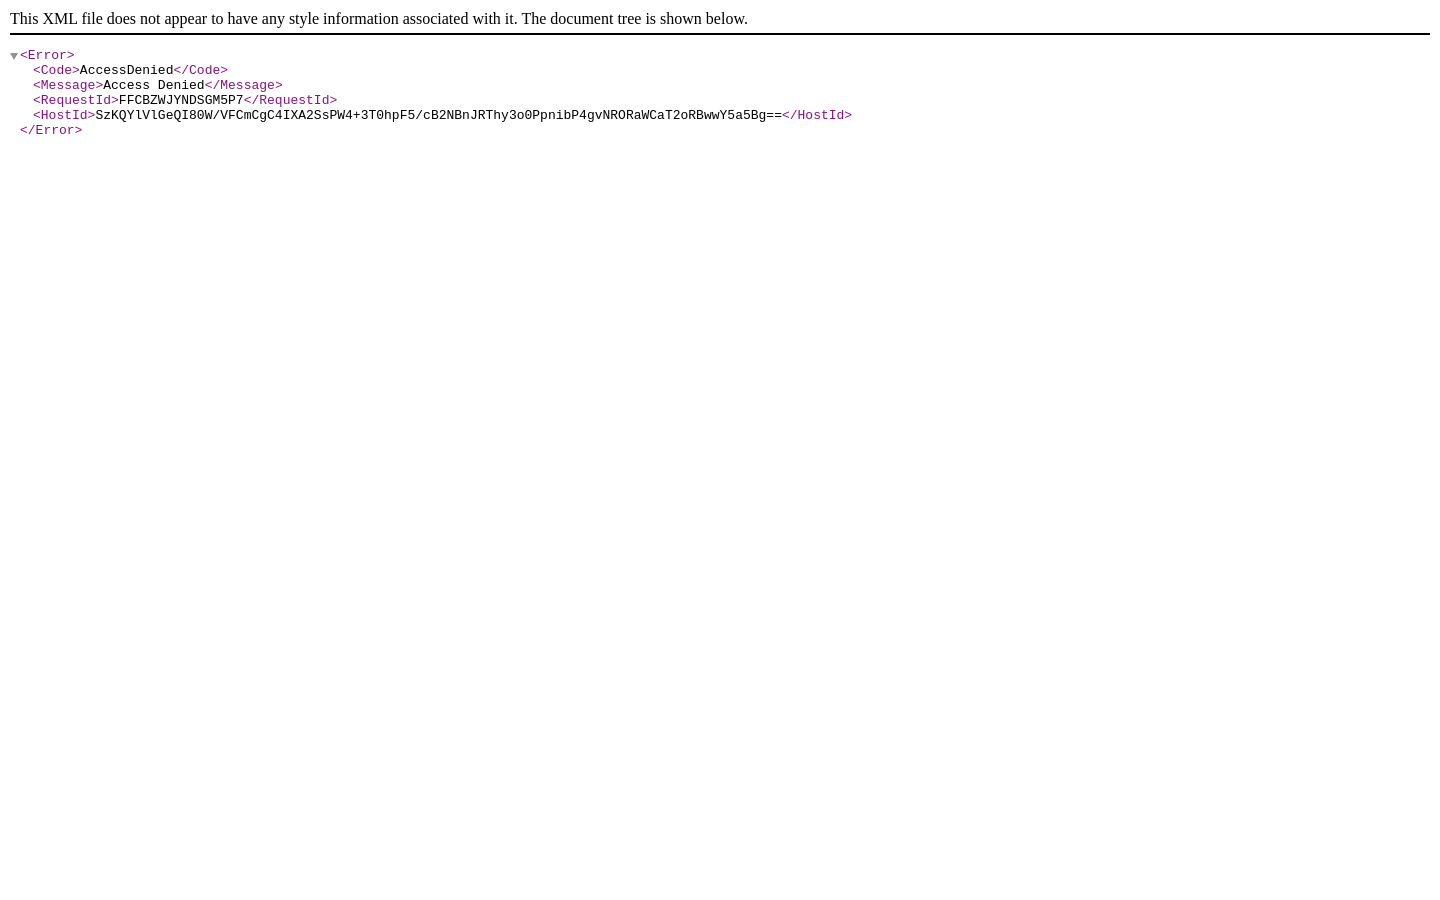 This XML file does not appear to have any style information associated with it. The document tree is shown below.
<Error>
<Code>AccessDenied</Code>
<Message>Access Denied</Message>
<RequestId>FFCBZWJYNDSGM5P7</RequestId>
<HostId>SzKQYlVlGeQI80W/VFCmCgC4IXA2SsPW4+3T0hpF5/cB2NBnJRThy3o0PpnibP4gvNRORaWCaT2oRBwwY5a5Bg==</HostId>
</Error>